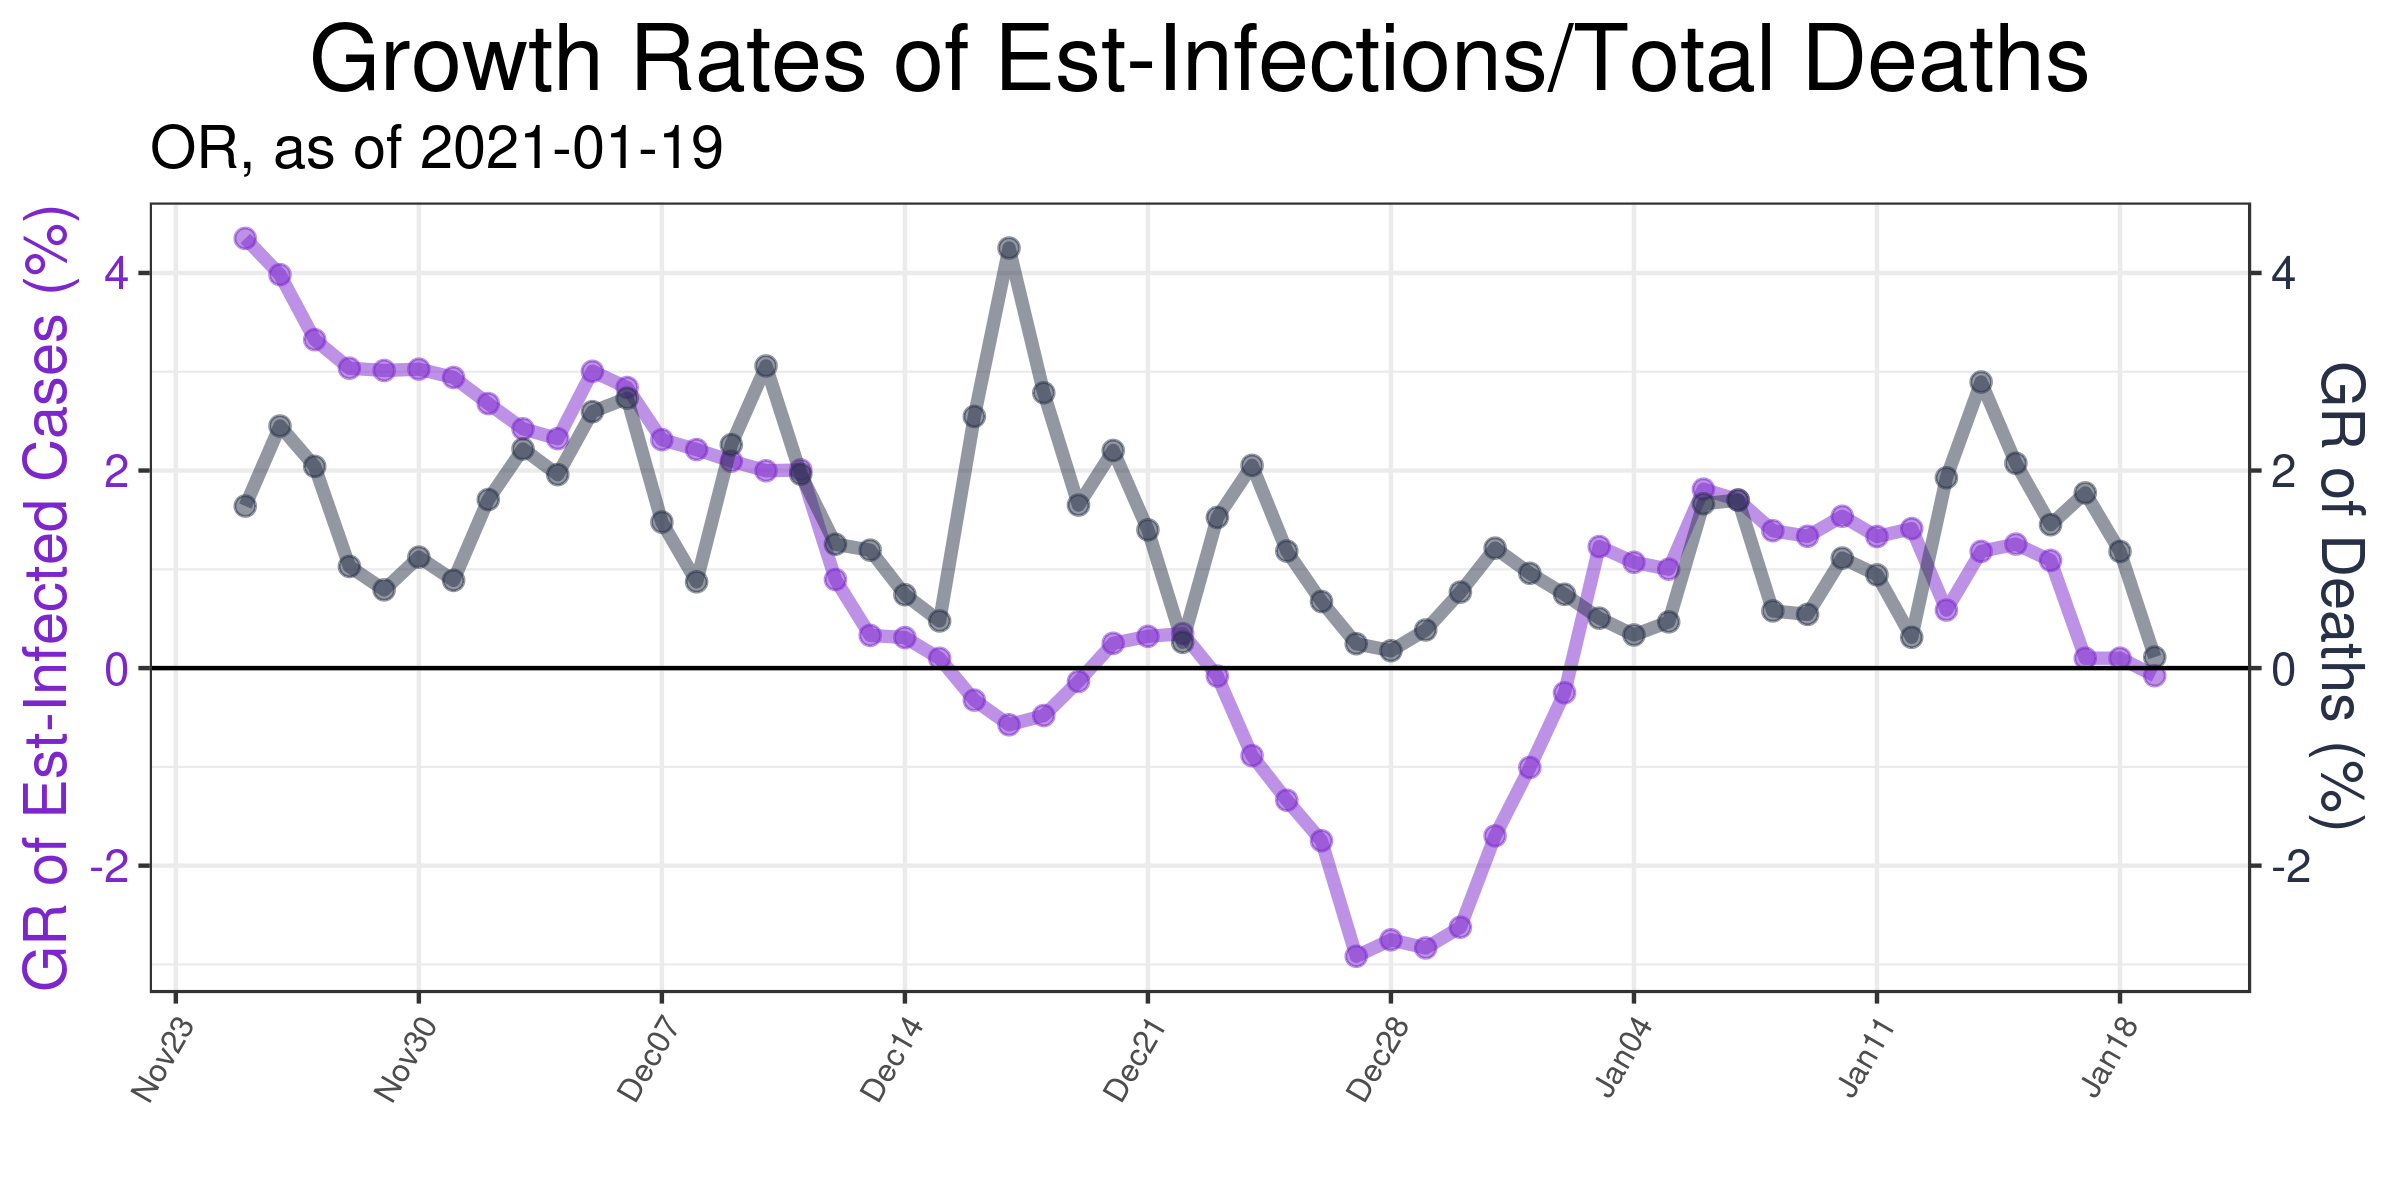 Growth Rates of Est-Infections/Total Deaths
OR, as of 2021-01-19
GR of Est-Infected Cases (%)
4
2
0
-2
4
2
0
-2
GR of Deaths (%)
Nov23
Nov30
Dec07
Dec14
Dec21
Dec28
Jan04
Jan11
Jan18